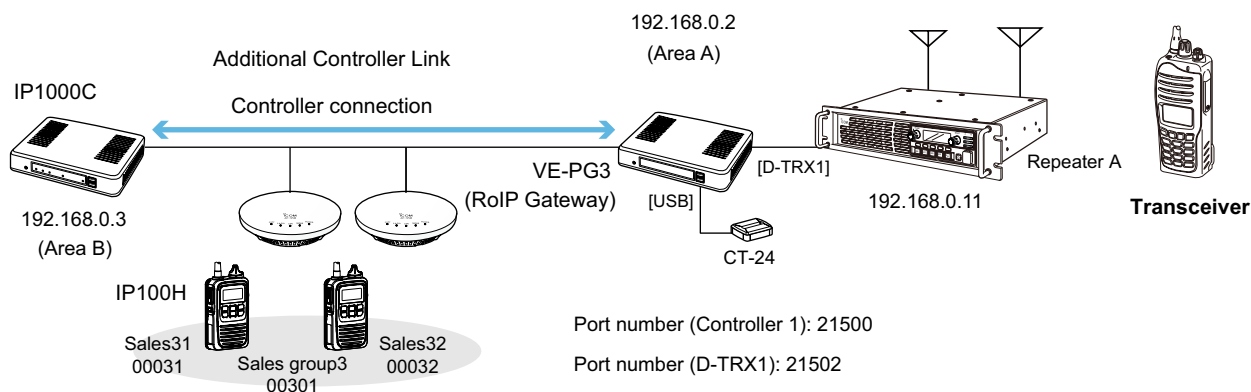 192.168.0.2
(Area A)
Additional Controller Link
IP1000C
Controller connection
VE-PG3
(RoIP Gateway)
[D-TRX1]
Repeater A
[USB]
192.168.0.11
Transceiver
192.168.0.3
(Area B)
CT-24
IP100H
Port number (Controller 1): 21500
Sales31
00031
Sales group3
00301
Sales32
00032
Port number (D-TRX1): 21502